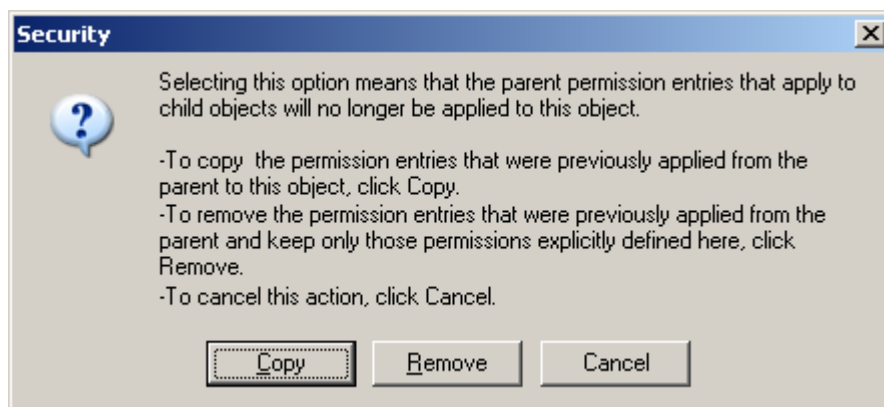 Security
Selecting this option means that the parent permission entries that apply to
child objects will no longer be applied to this object.
-To copy  the permission entries that were previously applied from the
parent to this object, click Copy.
-To remove the permission entries that were previously applied from the
parent and keep only those permissions explicitly defined here, click
Remove.
-To cancel this action, click Cancel.
Copy Remove Cancel